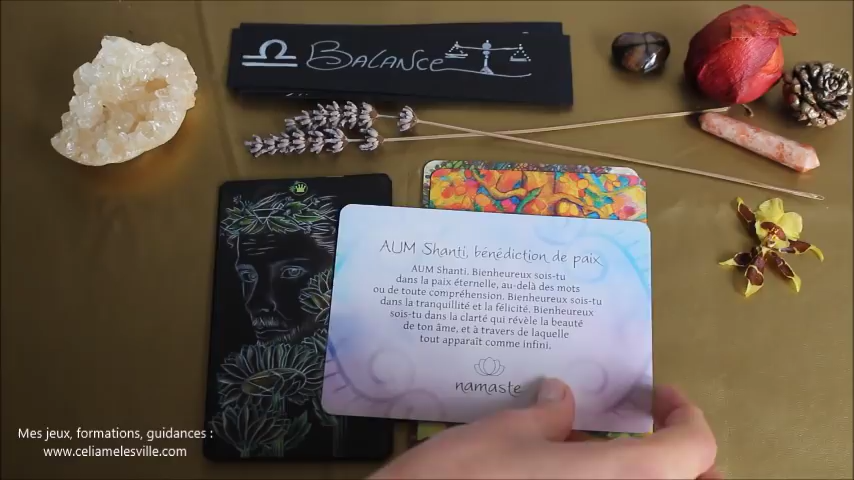 ♎ BALANCE
AUM Shanti, bénédiction de paix
AUM Shanti. Bienheureux sois-tu
dans la paix éternelle, au-delà des mots
ou de toute compréhension. Bienheureux sois-tu
dans la tranquillité et la félicité. Bienheureux
sois-tu dans la clarté qui révèle la beauté
de ton âme, et à travers de laquelle
tout apparaît comme infini.
namaste
Mes jeux, formations, guidances :
www.celiamelesville.com